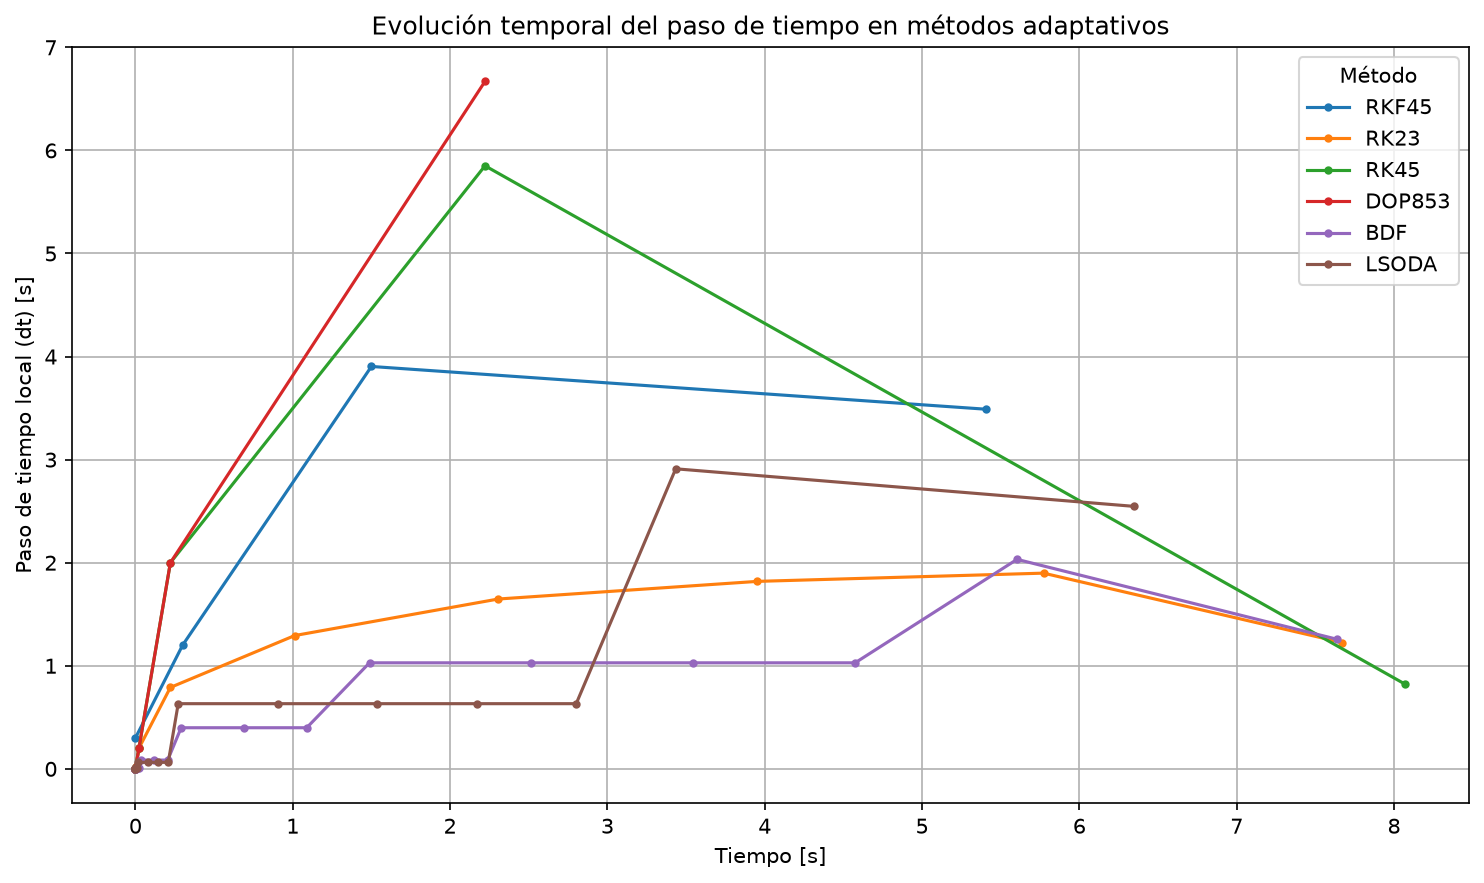 Evolución temporal del paso de tiempo en métodos adaptativos
Paso de tiempo local (dt) [s]
7
6
5
4
3
2
1
0
0 1 2 3 4 5 6 7 8
Tiempo [s]
Método
RKF45
RK23
RK45
DOP853
BDF
LSODA